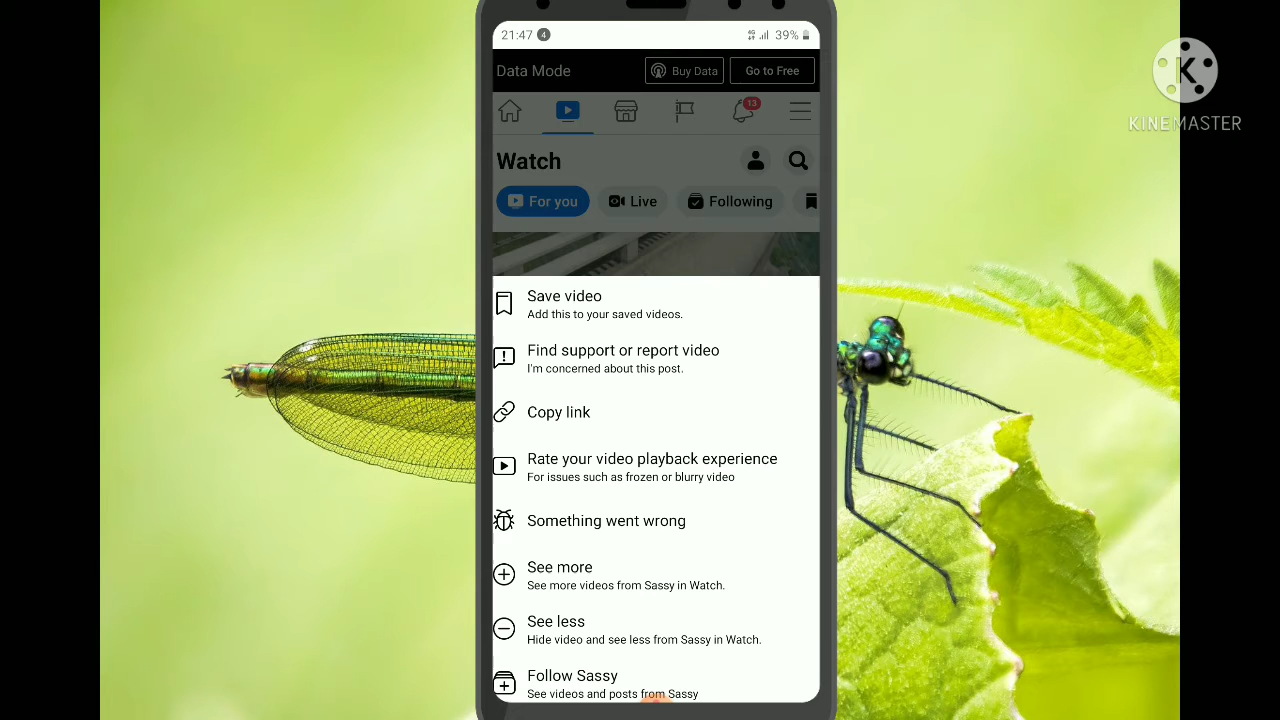 21:47 4 4G 39%
Data Mode Buy Data Go to Free
13
Watch
For you Live Following
Save video
Add this to your saved videos.
Find support or report video
I'm concerned about this post.
Copy link
Rate your video playback experience
For issues such as frozen or blurry video
Something went wrong
See more
See more videos from Sassy in Watch.
See less
Hide video and see less from Sassy in Watch.
Follow Sassy
See videos and posts from Sassy
K
KINEMASTER